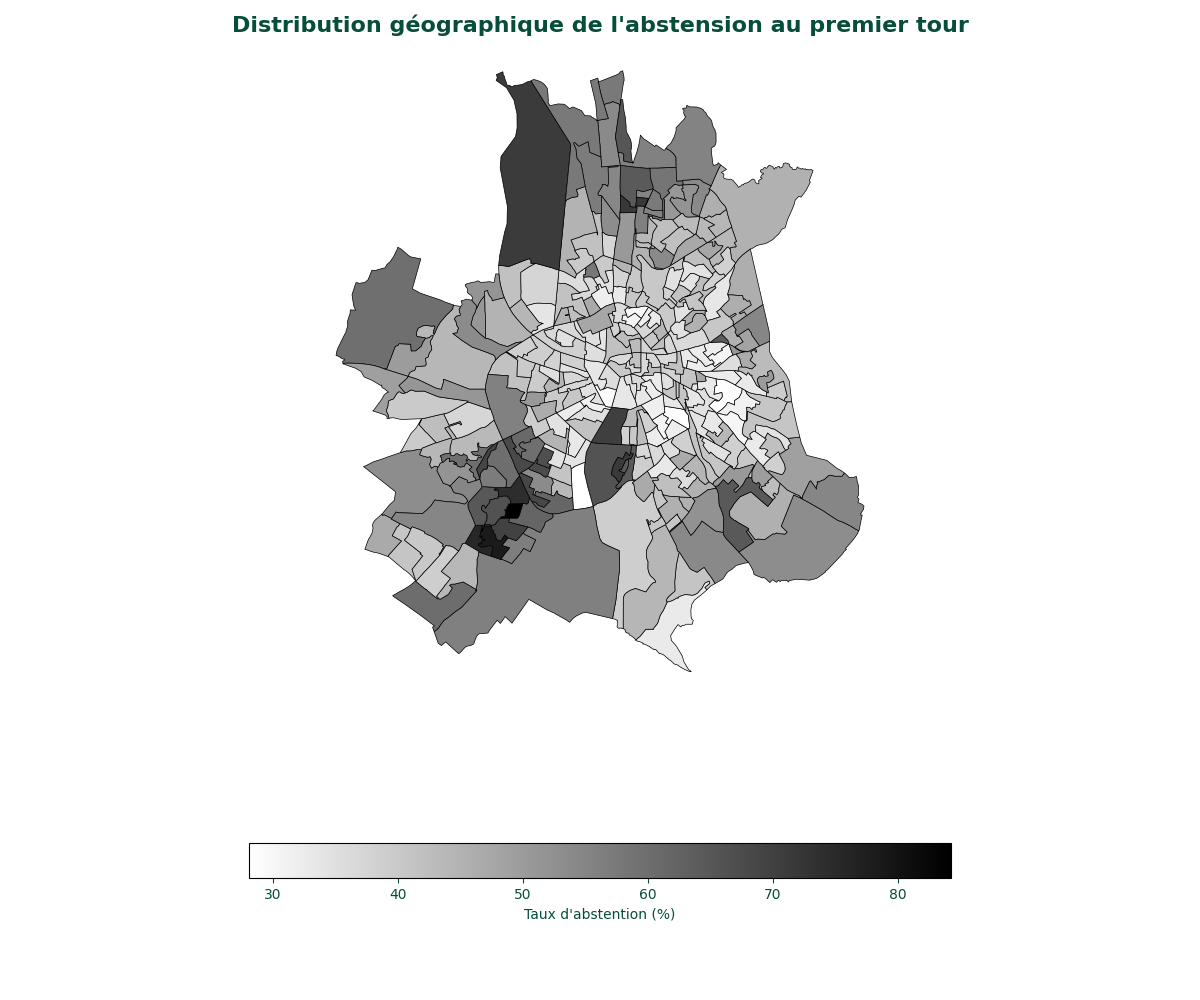 Distribution géographique de l'abstension au premier tour
30 40 50 60 70 80
Taux d'abstention (%)